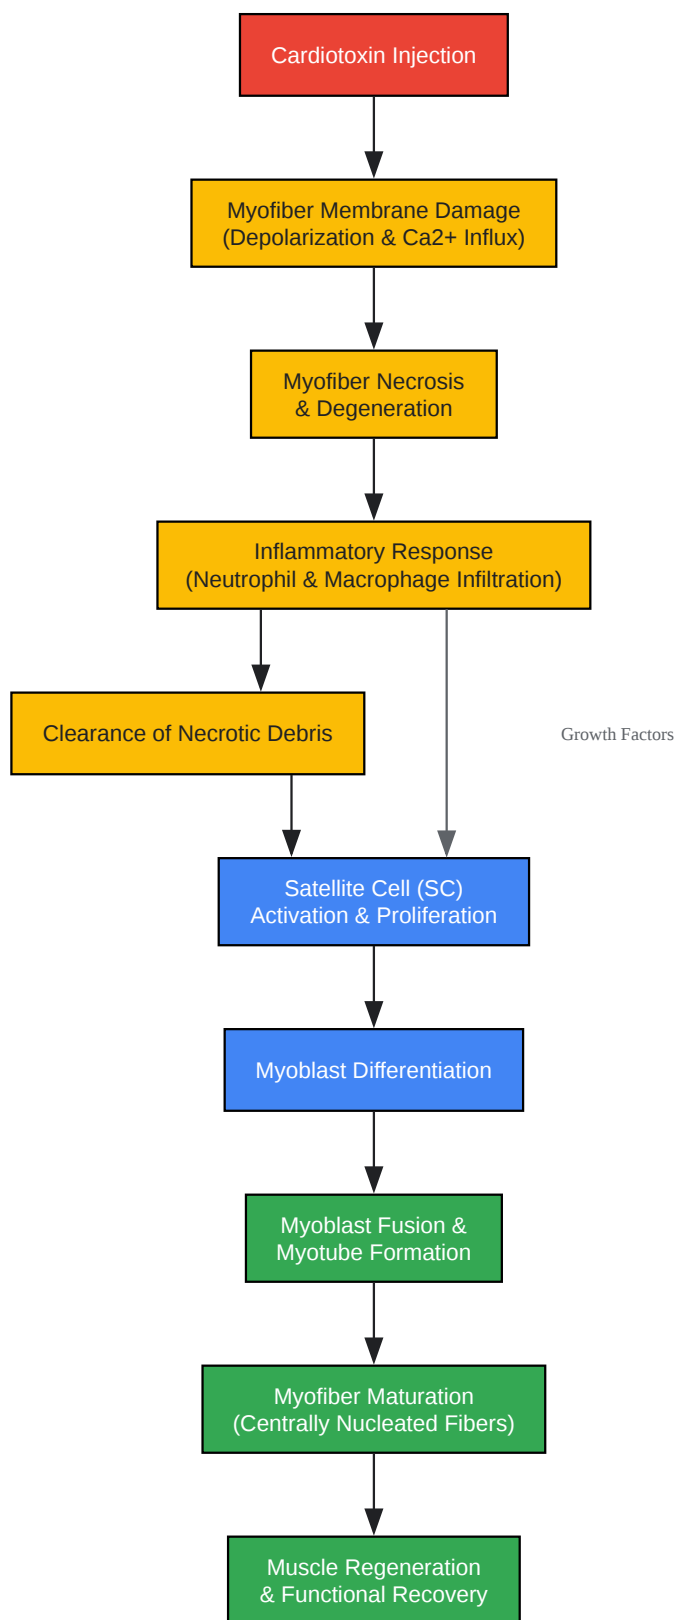 Cardiotoxin Injection
Myofiber Membrane Damage
(Depolarization & Ca2+ Influx)
Myofiber Necrosis
& Degeneration
Inflammatory Response
(Neutrophil & Macrophage Infiltration)
Clearance of Necrotic Debris
Growth Factors
Satellite Cell (SC)
Activation & Proliferation
Myoblast Differentiation
Myoblast Fusion &
Myotube Formation
Myofiber Maturation
(Centrally Nucleated Fibers)
Muscle Regeneration
& Functional Recovery